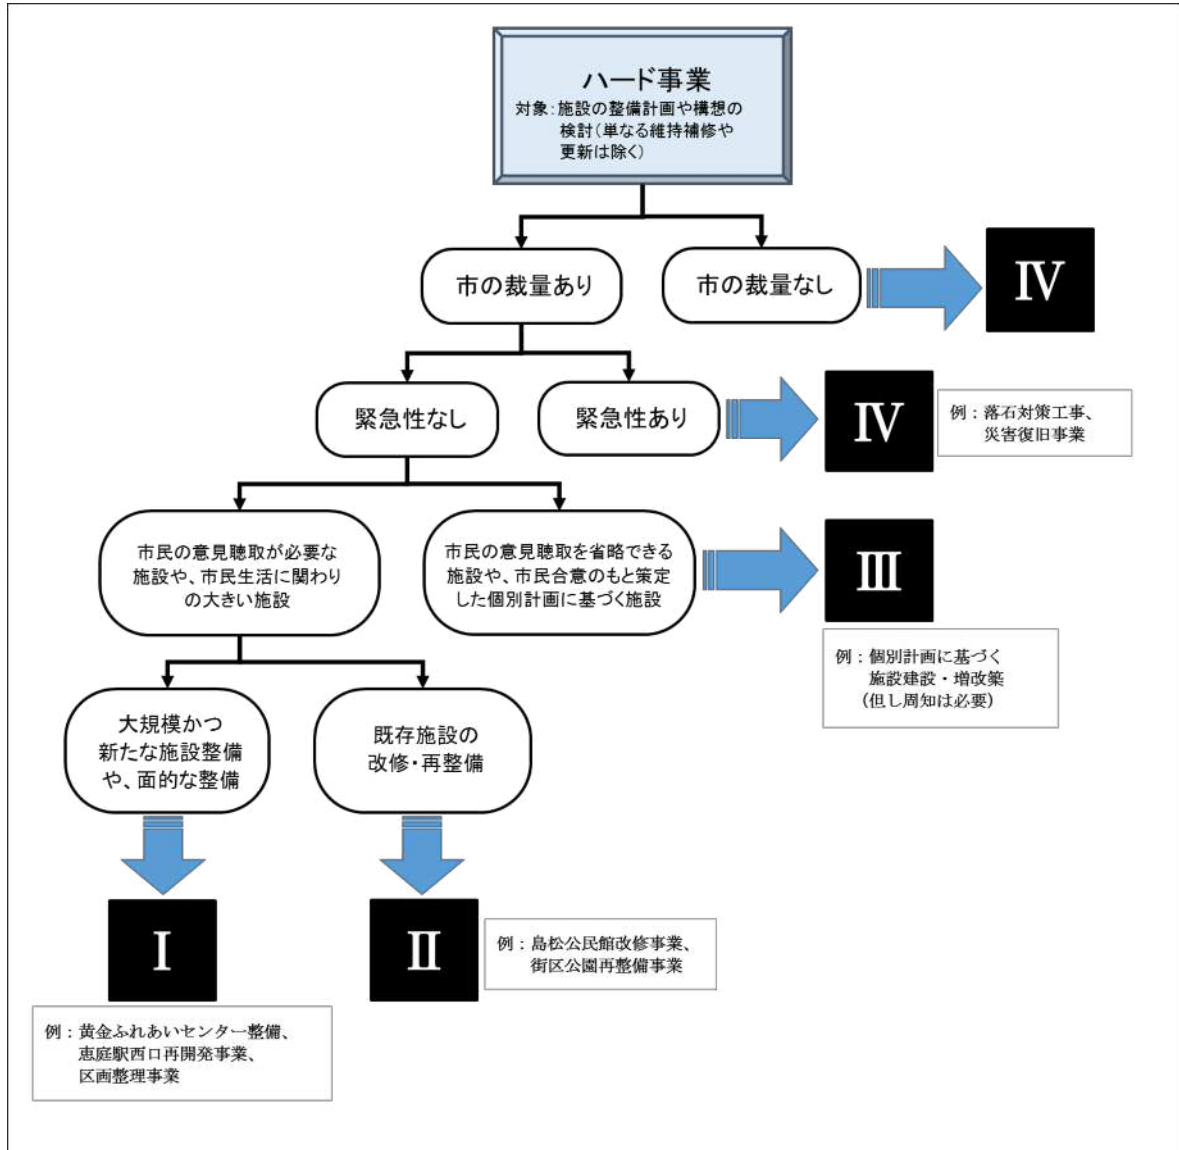 ハード事業
対象：施設の整備計画や構想の
検討（単なる維持補修や
更新は除く）
市の裁量あり
市の裁量なし
Ⅳ
緊急性なし
緊急性あり
Ⅳ
例：落石対策工事、
災害復旧事業
市民の意見聴取が必要な
施設や、市民生活に関わり
の大きい施設
市民の意見聴取を省略できる
施設や、市民合意のもと策定
した個別計画に基づく施設
Ⅲ
例：個別計画に基づく
施設建設・増改築
（但し周知は必要）
大規模かつ
新たな施設整備
や、面的な整備
既存施設の
改修・再整備
Ⅰ
Ⅱ
例：島松公民館改修事業、
街区公園再整備事業
例：黄金ふれあいセンター整備、
恵庭駅西口再開発事業、
区画整理事業